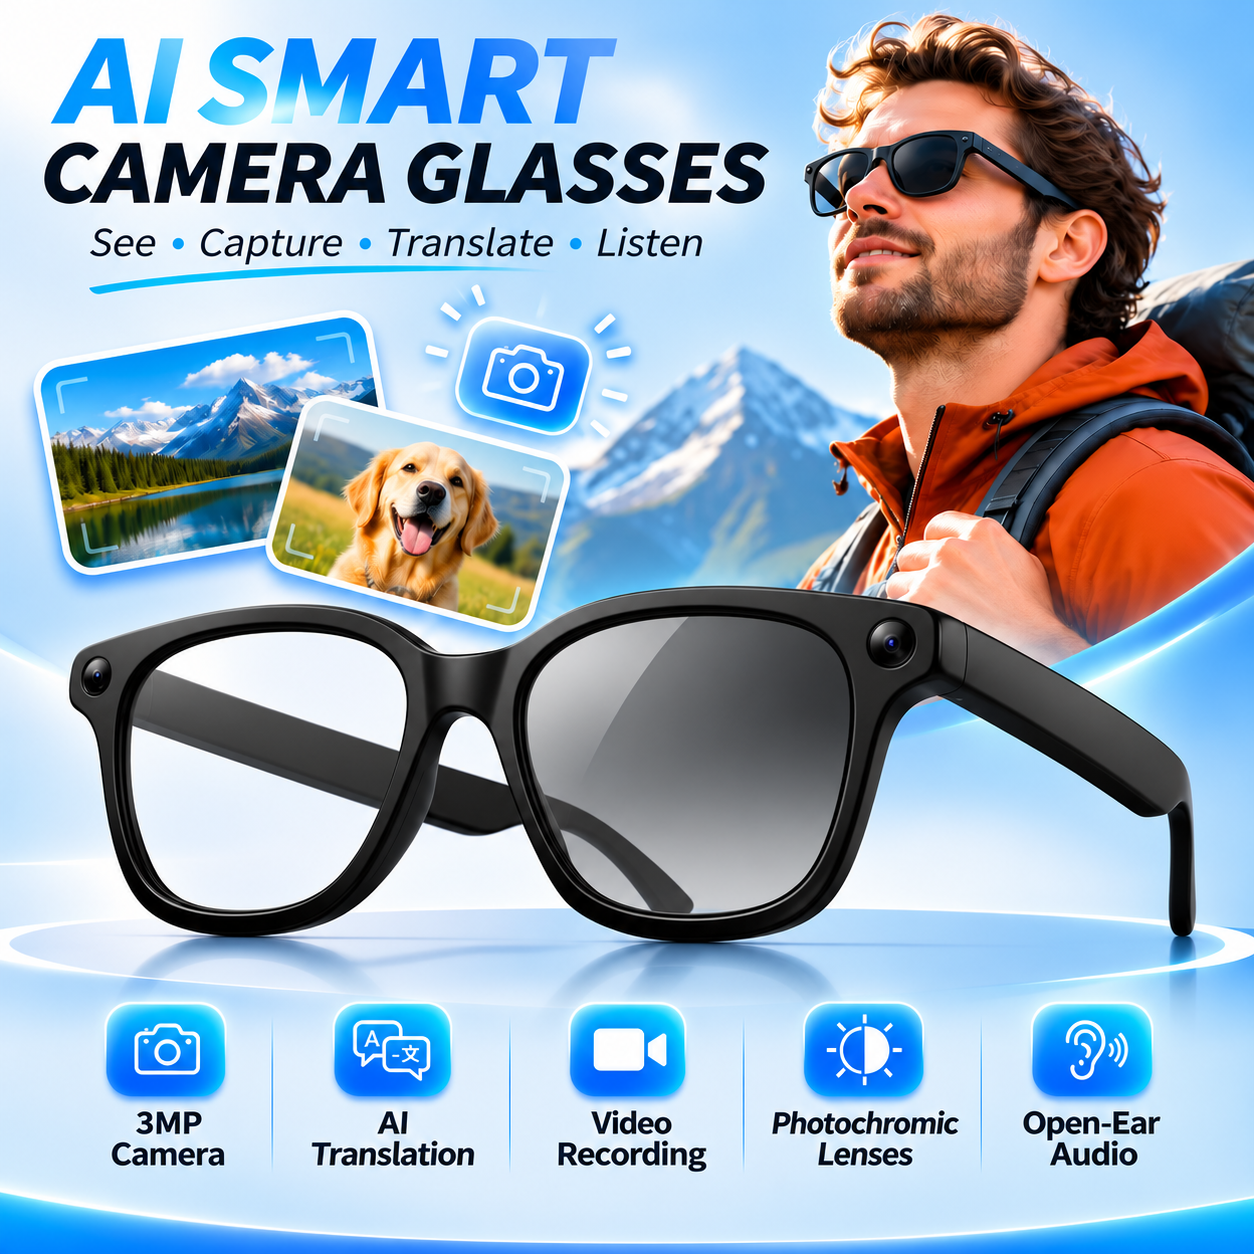 AI SMART
CAMERA GLASSES
See • Capture • Translate • Listen
A
文
3MP
Camera
AI
Translation
Video
Recording
Photochromic
Lenses
Open-Ear
Audio